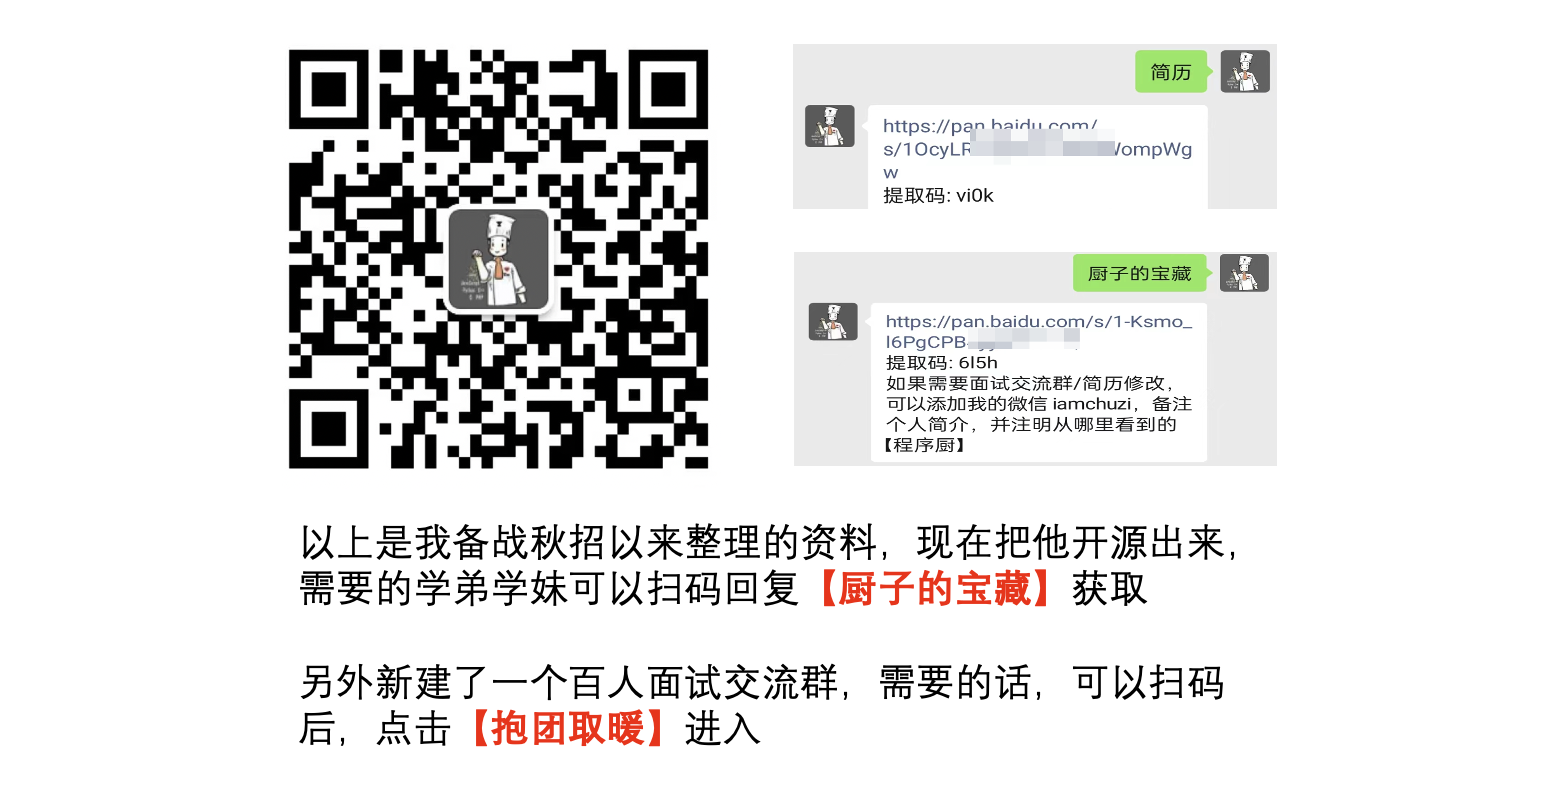 简历
https://pan.baidu.com/
s/1OcyLR ompWg
w
提取码: vi0k
厨子的宝藏
https://pan.baidu.com/s/1-Ksmo_
l6PgCPB
提取码: 6l5h
如果需要面试交流群/简历修改，
可以添加我的微信 iamchuzi，备注
个人简介，并注明从哪里看到的
【程序厨】
以上是我备战秋招以来整理的资料，现在把他开源出来，
需要的学弟学妹可以扫码回复【厨子的宝藏】获取
另外新建了一个百人面试交流群，需要的话，可以扫码
后，点击【抱团取暖】进入